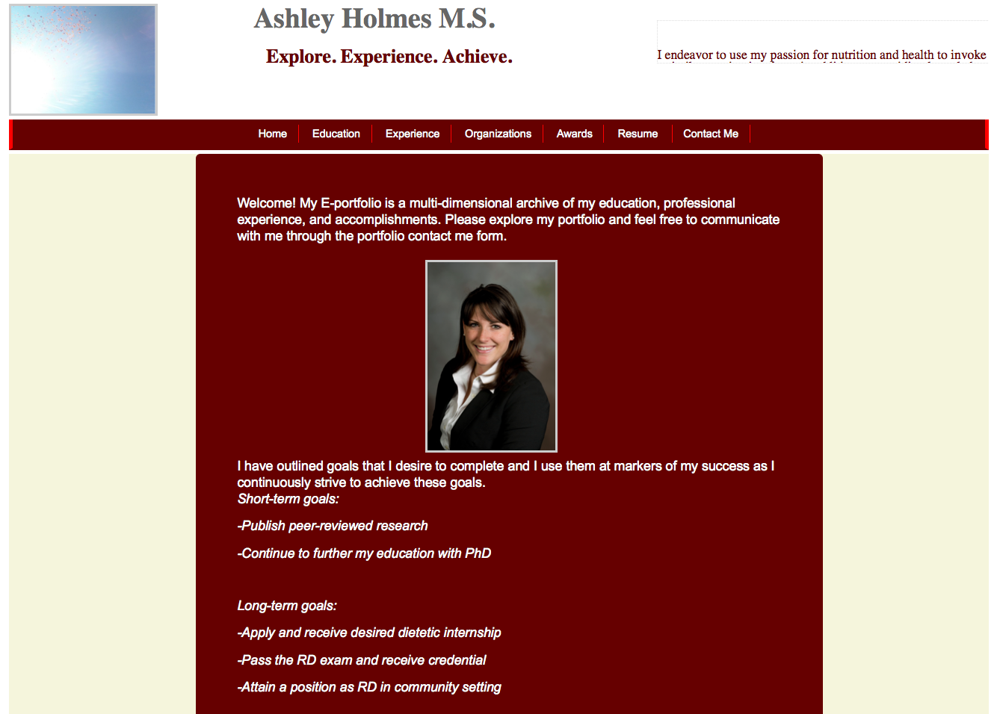 Ashley Holmes M.S.
Explore. Experience. Achieve.
I endeavor to use my passion for nutrition and health to invoke
Home Education Experience Organizations Awards Resume Contact Me
Welcome! My E-portfolio is a multi-dimensional archive of my education, professional
experience, and accomplishments. Please explore my portfolio and feel free to communicate
with me through the portfolio contact me form.
I have outlined goals that I desire to complete and I use them at markers of my success as I
continuously strive to achieve these goals.
Short-term goals:
-Publish peer-reviewed research
-Continue to further my education with PhD
Long-term goals:
-Apply and receive desired dietetic internship
-Pass the RD exam and receive credential
-Attain a position as RD in community setting